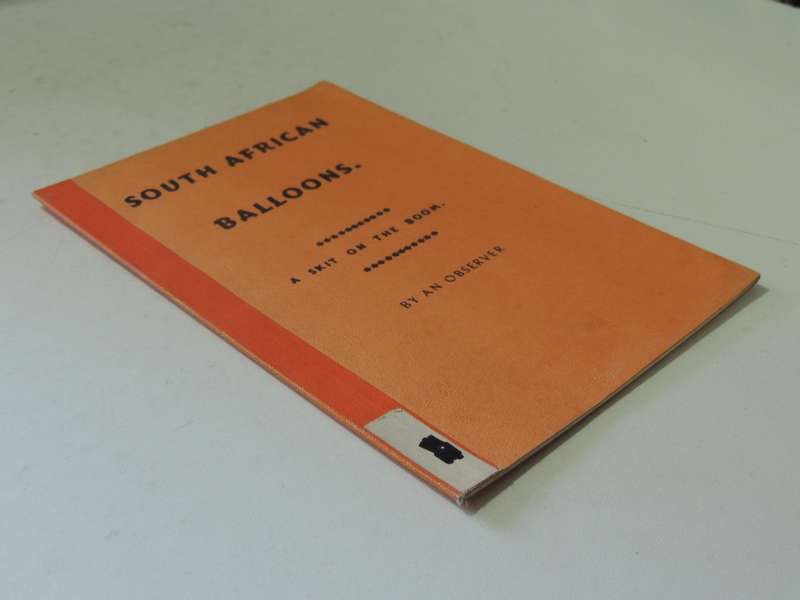 SOUTH AFRICAN
BALLOONS.
A SKIT ON THE BOOM.
BY AN OBSERVER